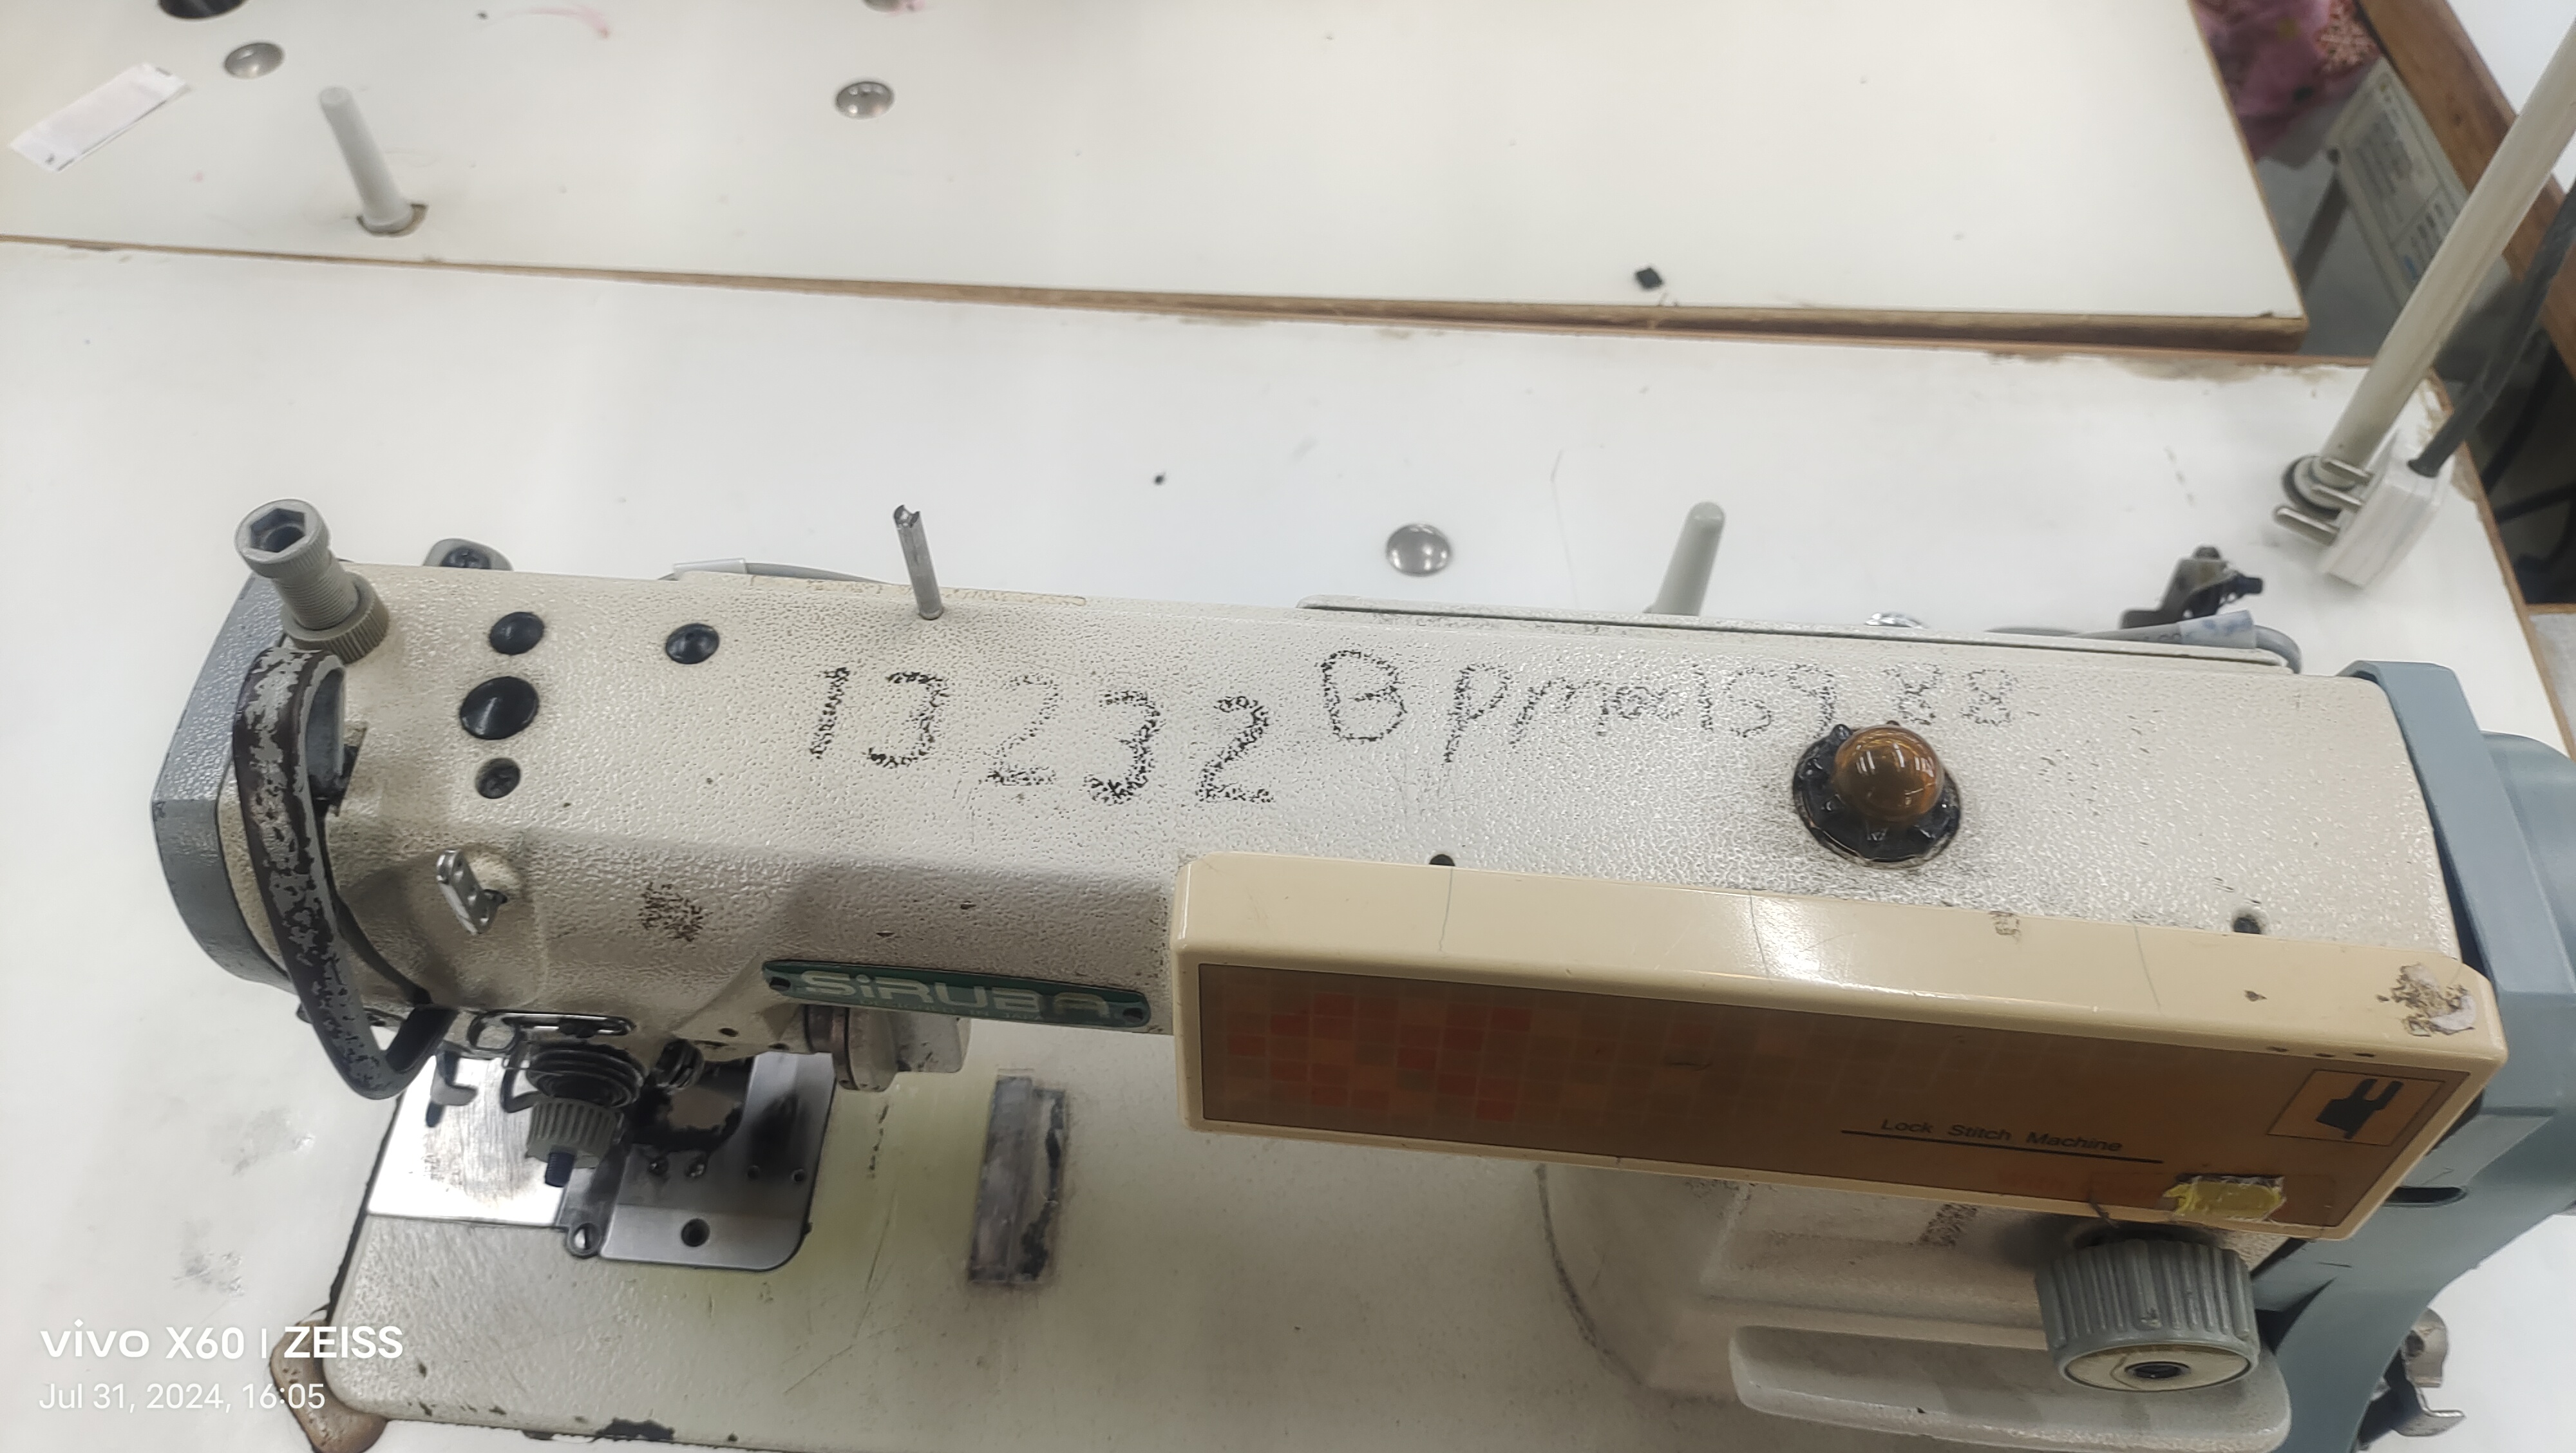 13232
SiRUBA
Lock Stitch Machine
vivo X60 | ZEISS
Jul 31, 2024, 16:05